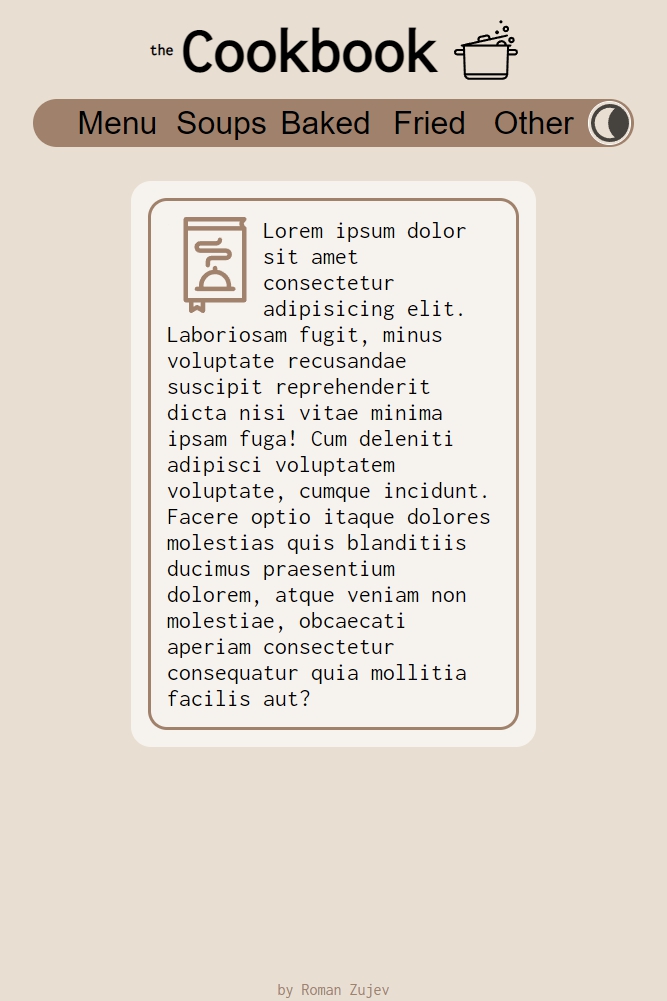 the Cookbook
Menu Soups Baked Fried Other
Lorem ipsum dolor
sit amet
consectetur
adipisicing elit.
Laboriosam fugit, minus
voluptate recusandae
suscipit reprehenderit
dicta nisi vitae minima
ipsam fuga! Cum deleniti
adipisci voluptatem
voluptate, cumque incidunt.
Facere optio itaque dolores
molestias quis blanditiis
ducimus praesentium
dolorem, atque veniam non
molestiae, obcaecati
aperiam consectetur
consequatur quia mollitia
facilis aut?
by Roman Zujev